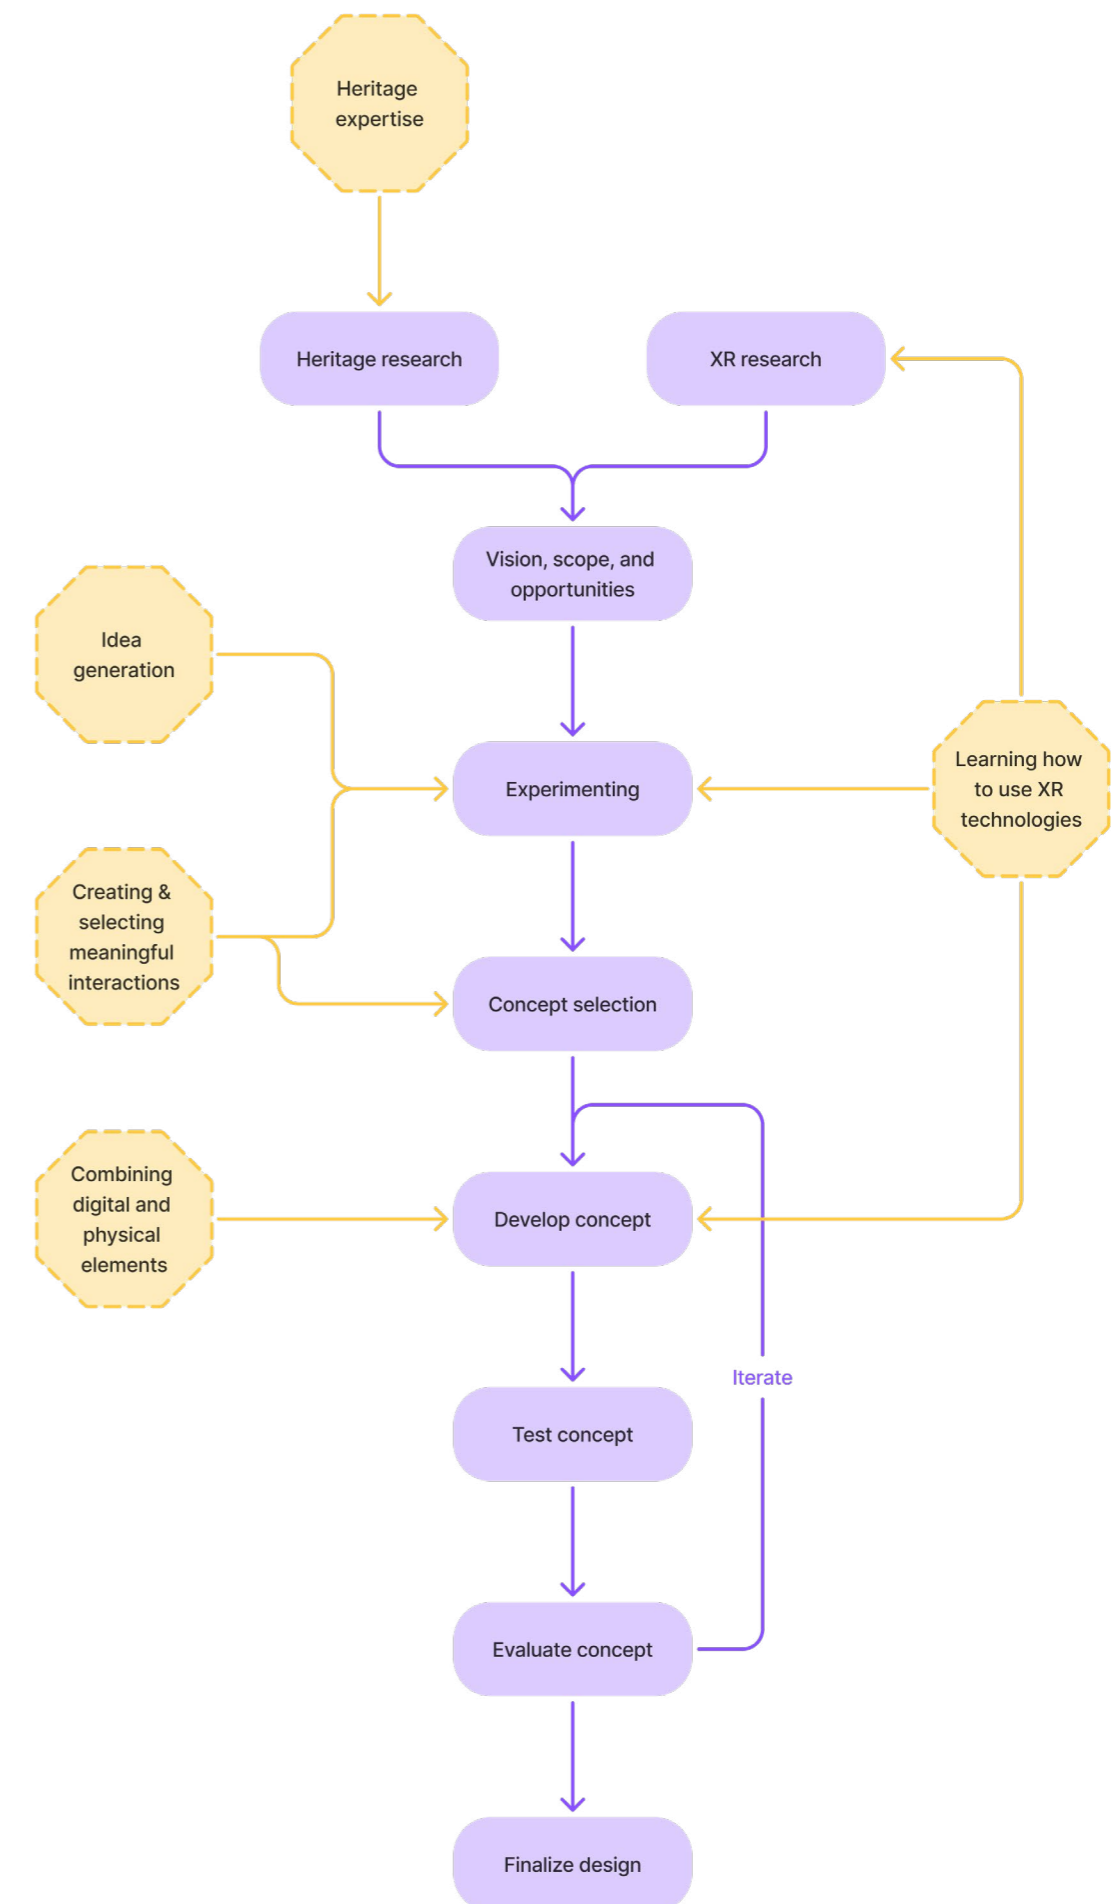 Heritage
expertise
Heritage research
XR research
Vision, scope, and
opportunities
Idea
generation
Experimenting
Learning how
to use XR
technologies
Creating &
selecting
meaningful
interactions
Concept selection
Combining
digital and
physical
elements
Develop concept
Iterate
Test concept
Evaluate concept
Finalize design